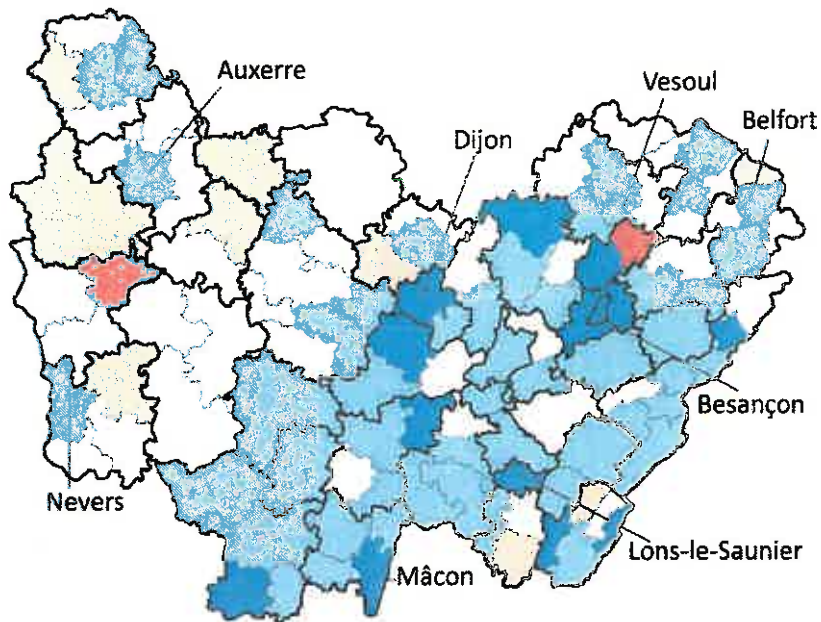 Auxerre
Vesoul
Belfort
Dijon
Besançon
Nevers
Lons-le-Saunier
Mâcon